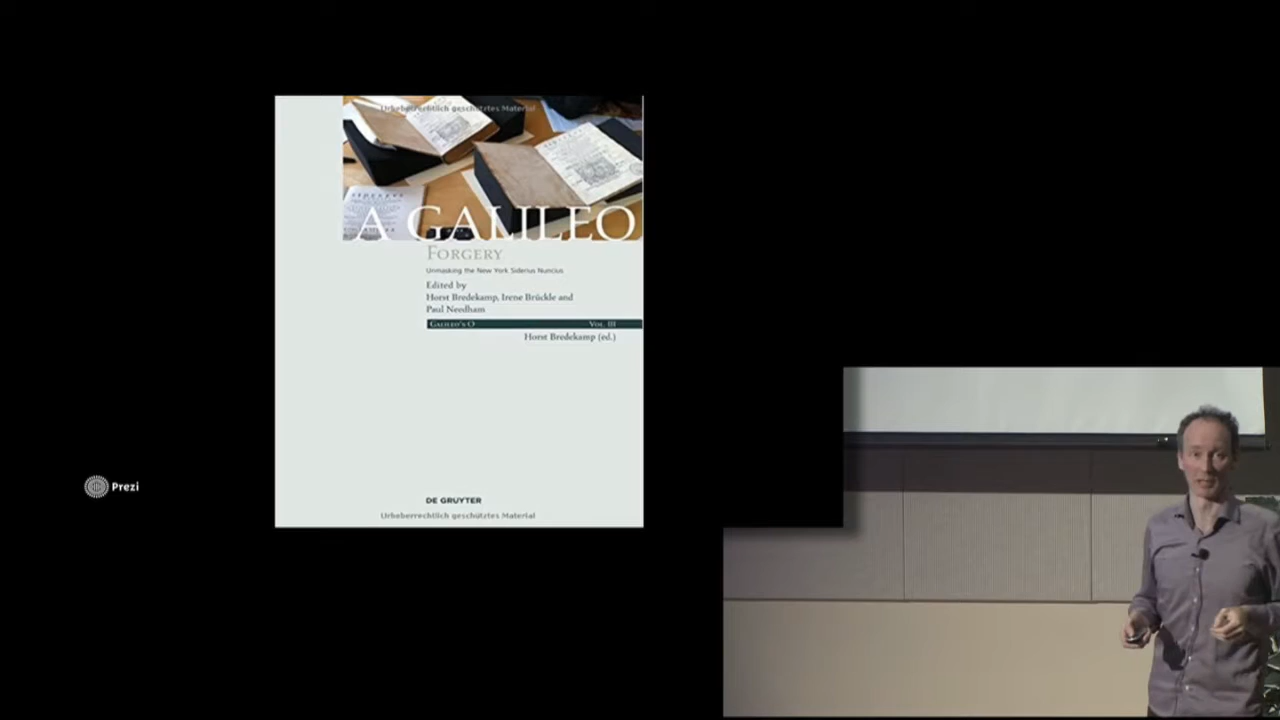 Urheberrechtlich geschütztes Material
A GALILEO
FORGERY
Unmasking the New York Sidereus Nuncius
Edited by
Horst Bredekamp, Irene Brückle and
Paul Needham
GALILEO'S O VOL. III
Horst Bredekamp (ed.)
DE GRUYTER
Urheberrechtlich geschütztes Material
Prezi